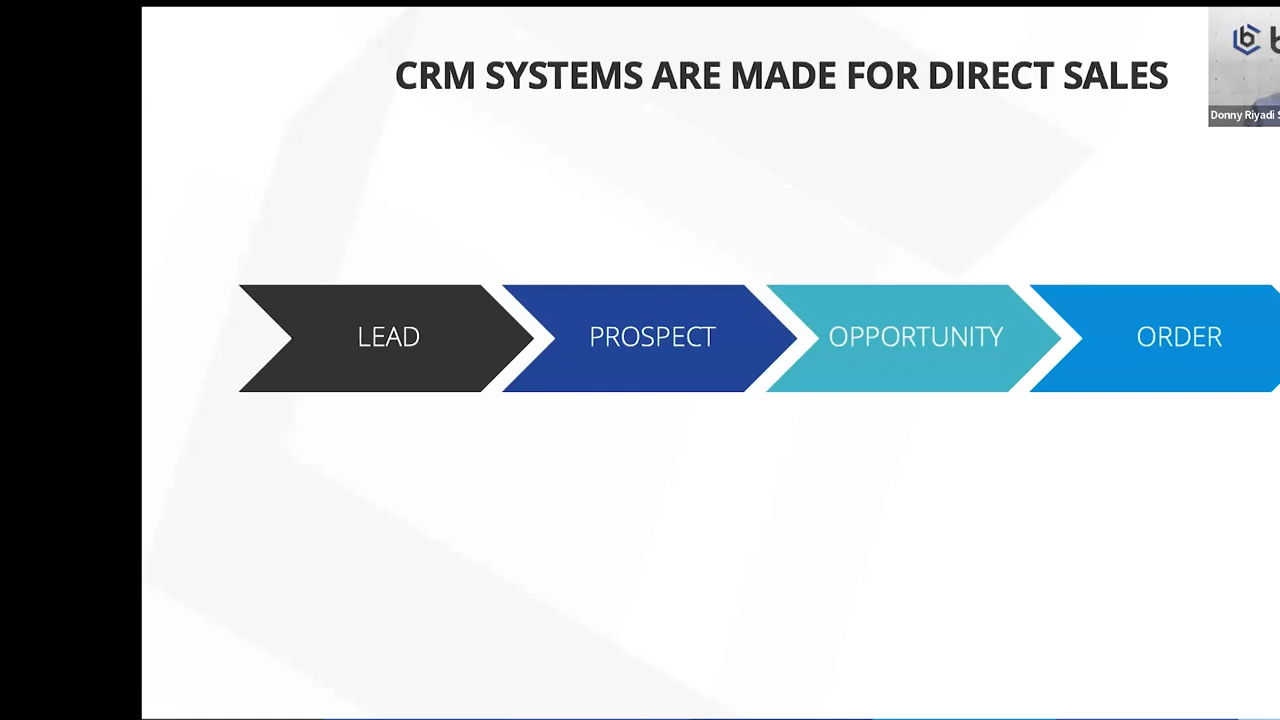 CRM SYSTEMS ARE MADE FOR DIRECT SALES
Donny Riyadi
LEAD
PROSPECT
OPPORTUNITY
ORDER